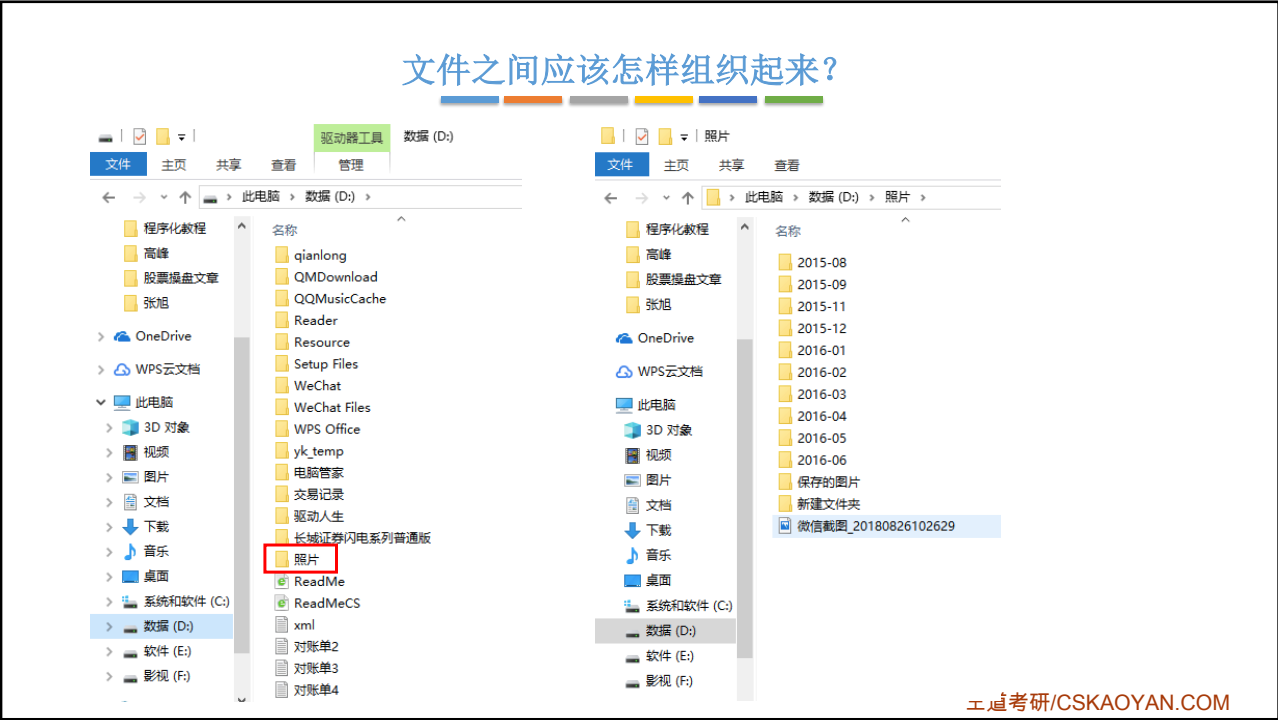 文件之间应该怎样组织起来？
驱动器工具 数据 (D:)
文件 主页 共享 查看 管理
此电脑 › 数据 (D:) ›
程序化教程
高峰
股票操盘文章
张旭
OneDrive
WPS云文档
此电脑
3D 对象
视频
图片
文档
下载
音乐
桌面
系统和软件 (C:)
数据 (D:)
软件 (E:)
影视 (F:)
名称
qianlong
QMDownload
QQMusicCache
Reader
Resource
Setup Files
WeChat
WeChat Files
WPS Office
yk_temp
电脑管家
交易记录
驱动人生
长城证券闪电系列普通版
照片
ReadMe
ReadMeCS
xml
对账单2
对账单3
对账单4
照片
文件 主页 共享 查看
此电脑 › 数据 (D:) › 照片 ›
程序化教程
高峰
股票操盘文章
张旭
OneDrive
WPS云文档
此电脑
3D 对象
视频
图片
文档
下载
音乐
桌面
系统和软件 (C:)
数据 (D:)
软件 (E:)
影视 (F:)
名称
2015-08
2015-09
2015-11
2015-12
2016-01
2016-02
2016-03
2016-04
2016-05
2016-06
保存的图片
新建文件夹
微信截图_20180826102629
王道考研/CSKAOYAN.COM